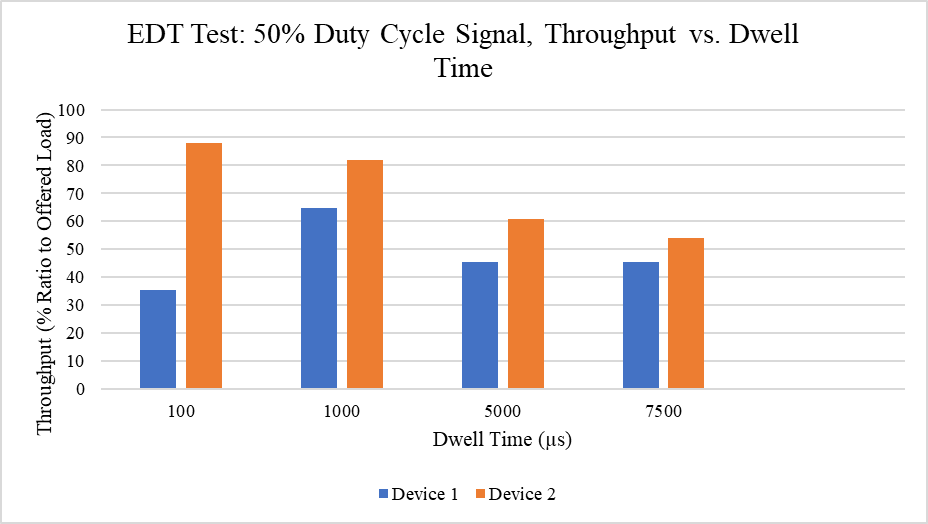 EDT Test: 50% Duty Cycle Signal, Throughput vs. Dwell
Time
Throughput (% Ratio to Offered Load)
100
90
80
70
60
50
40
30
20
10
0
100 1000 5000 7500
Dwell Time (µs)
Device 1 Device 2